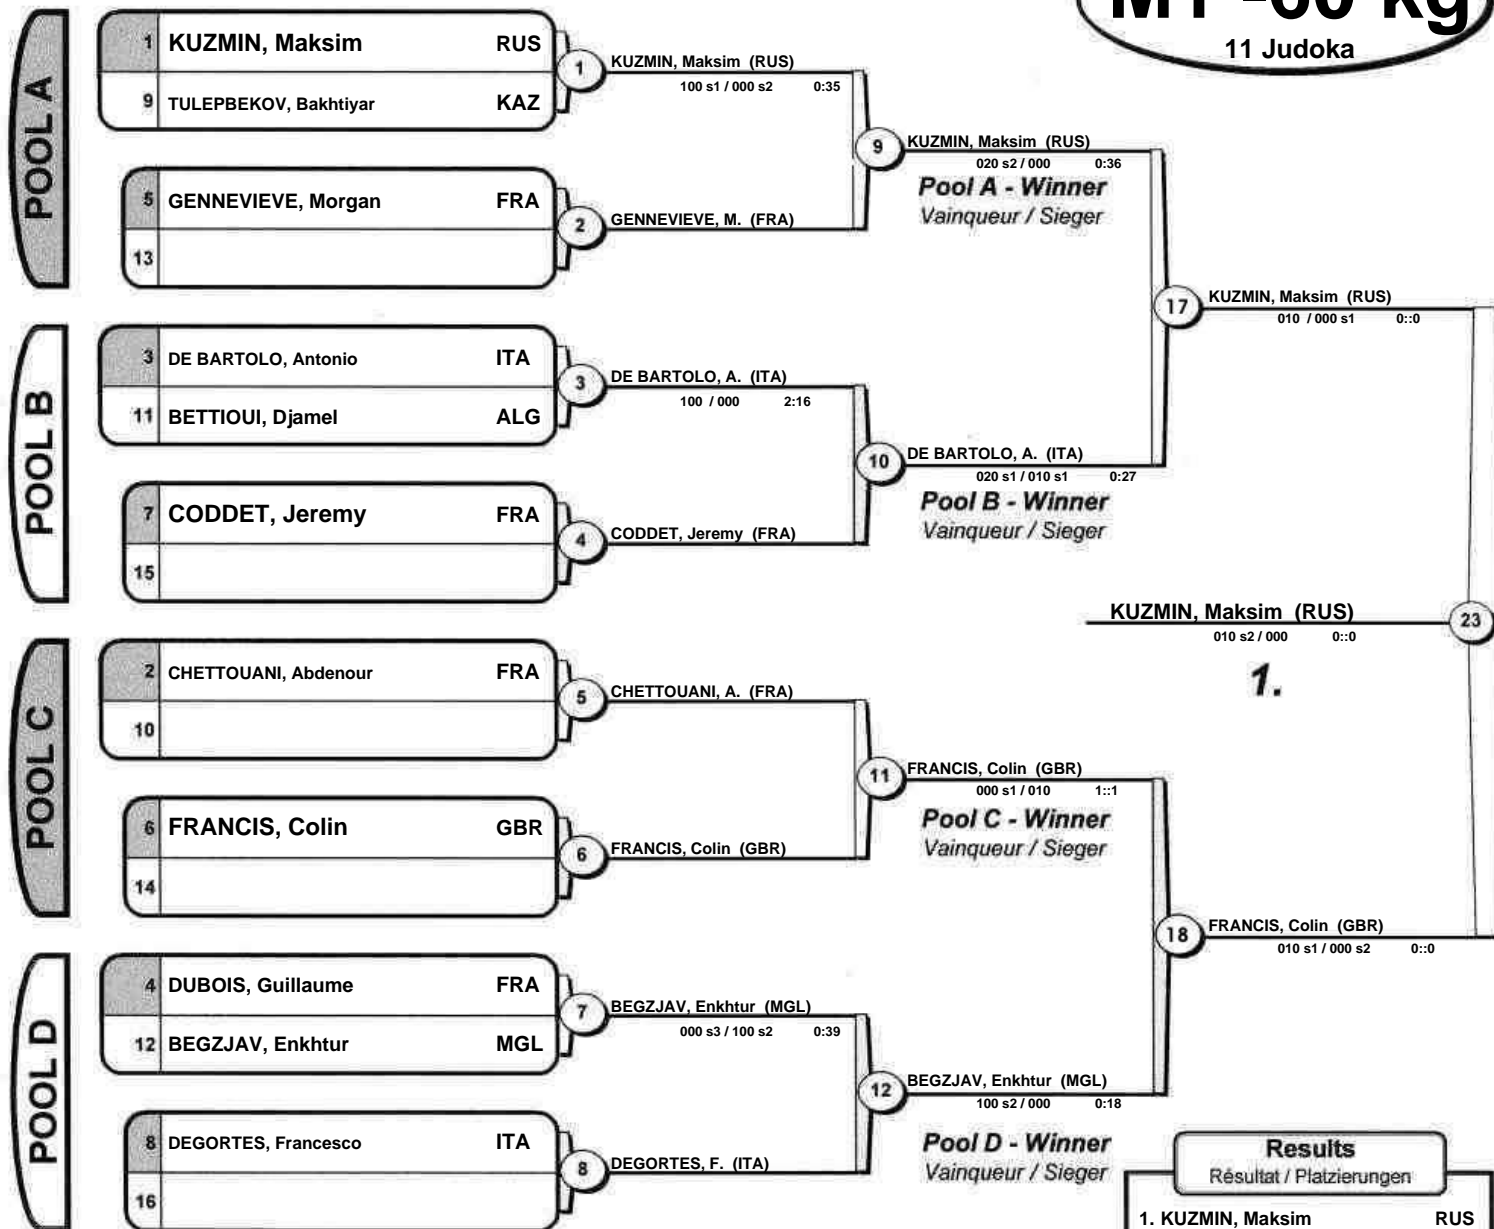 M1 -60 kg
11 Judoka
POOL A
1 KUZMIN, Maksim RUS
9 TULEPBEKOV, Bakhtiyar KAZ
1
KUZMIN, Maksim (RUS)
100 s1 / 000 s2 0:35
5 GENNEVIEVE, Morgan FRA
13
2
GENNEVIEVE, M. (FRA)
9
KUZMIN, Maksim (RUS)
020 s2 / 000 0:36
Pool A - Winner
Vainqueur / Sieger
POOL B
3 DE BARTOLO, Antonio ITA
11 BETTIOUI, Djamel ALG
3
DE BARTOLO, A. (ITA)
100 / 000 2:16
7 CODDET, Jeremy FRA
15
4
CODDET, Jeremy (FRA)
10
DE BARTOLO, A. (ITA)
020 s1 / 010 s1 0:27
Pool B - Winner
Vainqueur / Sieger
17
KUZMIN, Maksim (RUS)
010 / 000 s1 0::0
KUZMIN, Maksim (RUS)
010 s2 / 000 0::0
23
1.
POOL C
2 CHETTOUANI, Abdenour FRA
10
5
CHETTOUANI, A. (FRA)
6 FRANCIS, Colin GBR
14
6
FRANCIS, Colin (GBR)
11
FRANCIS, Colin (GBR)
000 s1 / 010 1::1
Pool C - Winner
Vainqueur / Sieger
18
FRANCIS, Colin (GBR)
010 s1 / 000 s2 0::0
POOL D
4 DUBOIS, Guillaume FRA
12 BEGZJAV, Enkhtur MGL
7
BEGZJAV, Enkhtur (MGL)
000 s3 / 100 s2 0:39
8 DEGORTES, Francesco ITA
16
8
DEGORTES, F. (ITA)
12
BEGZJAV, Enkhtur (MGL)
100 s2 / 000 0:18
Pool D - Winner
Vainqueur / Sieger
Results
Résultat / Platzierungen
1. KUZMIN, Maksim RUS